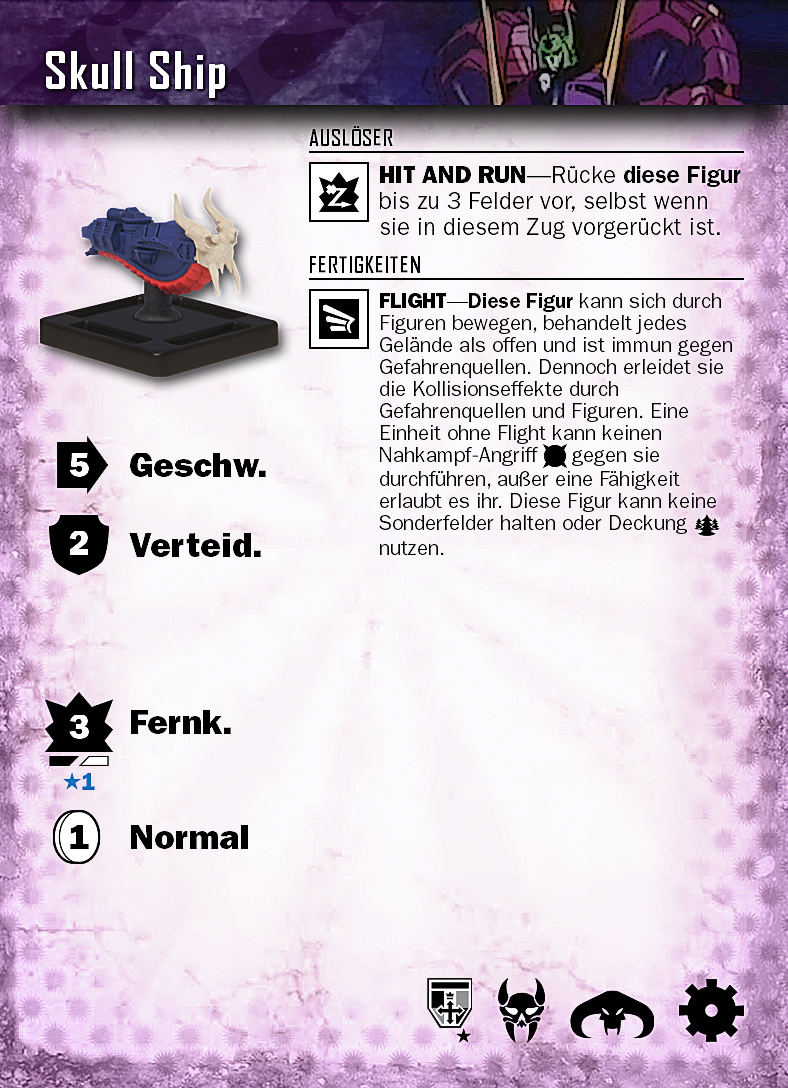 Skull Ship
AUSLÖSER
HIT AND RUN—Rücke diese Figur
bis zu 3 Felder vor, selbst wenn
sie in diesem Zug vorgerückt ist.
FERTIGKEITEN
FLIGHT—Diese Figur kann sich durch
Figuren bewegen, behandelt jedes
Gelände als offen und ist immun gegen
Gefahrenquellen. Dennoch erleidet sie
die Kollisionseffekte durch
Gefahrenquellen und Figuren. Eine
Einheit ohne Flight kann keinen
Nahkampf-Angriff gegen sie
durchführen, außer eine Fähigkeit
erlaubt es ihr. Diese Figur kann keine
Sonderfelder halten oder Deckung
nutzen.
5 Geschw.
2 Verteid.
3 Fernk.
★1
1 Normal